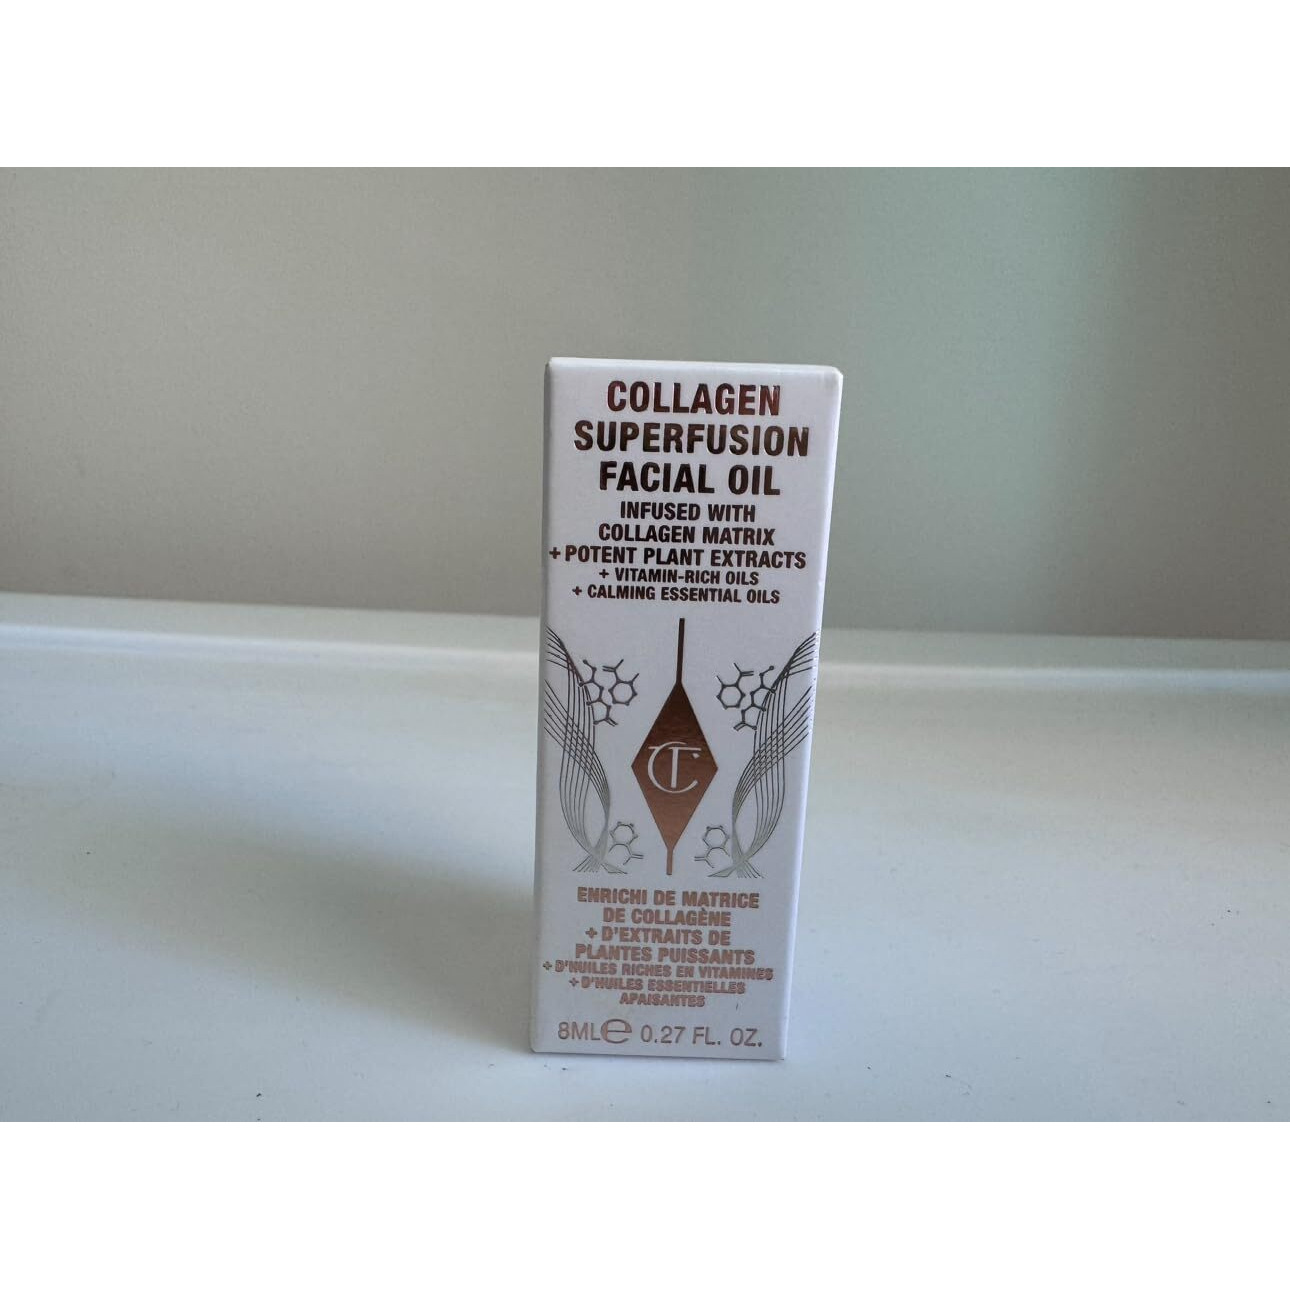 COLLAGEN
SUPERFUSION
FACIAL OIL
INFUSED WITH
COLLAGEN MATRIX
+ POTENT PLANT EXTRACTS
+ VITAMIN-RICH OILS
+ CALMING ESSENTIAL OILS
CT
ENRICHI DE MATRICE
DE COLLAGÈNE
+ D'EXTRAITS DE
PLANTES PUISSANTS
+ D'HUILES RICHES EN VITAMINES
+ D'HUILES ESSENTIELLES
APAISANTES
8ML℮ 0.27 FL. OZ.